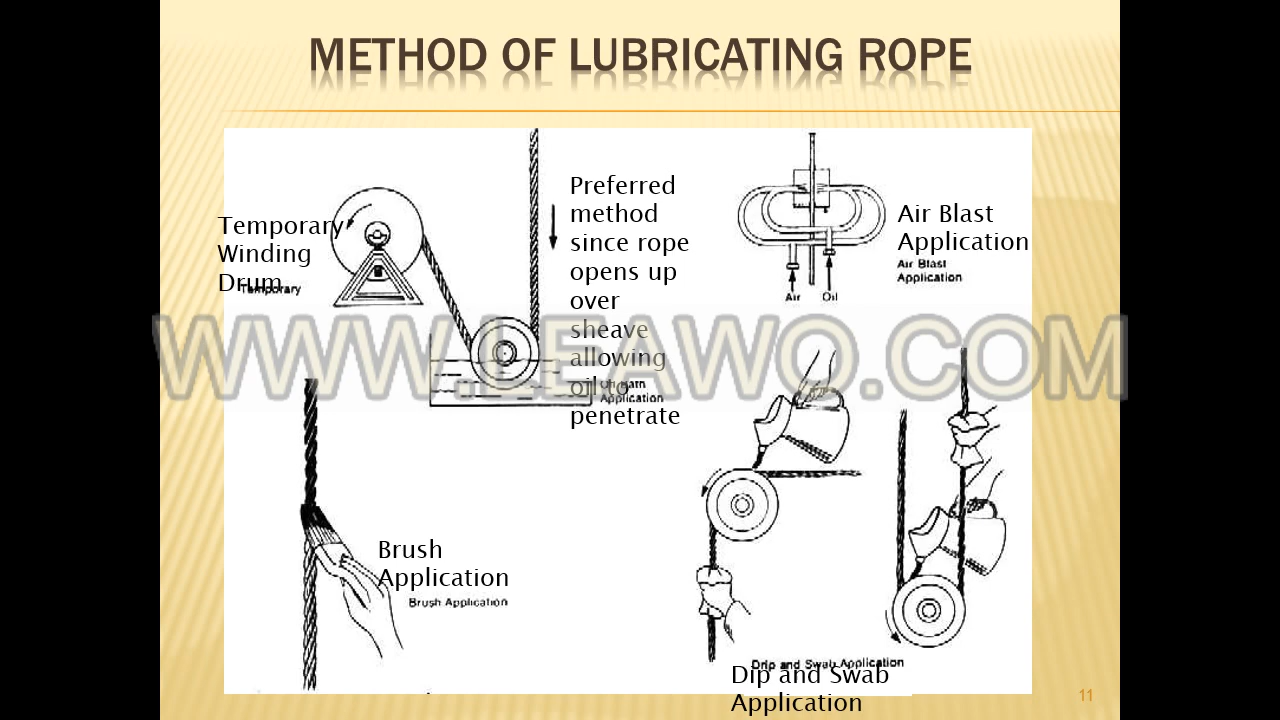 METHOD OF LUBRICATING ROPE
Temporary
Winding
Drum
Temporary
Preferred
method
since rope
opens up
over
sheave
allowing
oil to
penetrate
Oil Bath
Application
Air Blast
Application
Air Blast
Application
Air Oil
WWW.LEAWO.COM
Brush
Application
Brush Application
Drip and Swab Application
Dip and Swab
Application
11